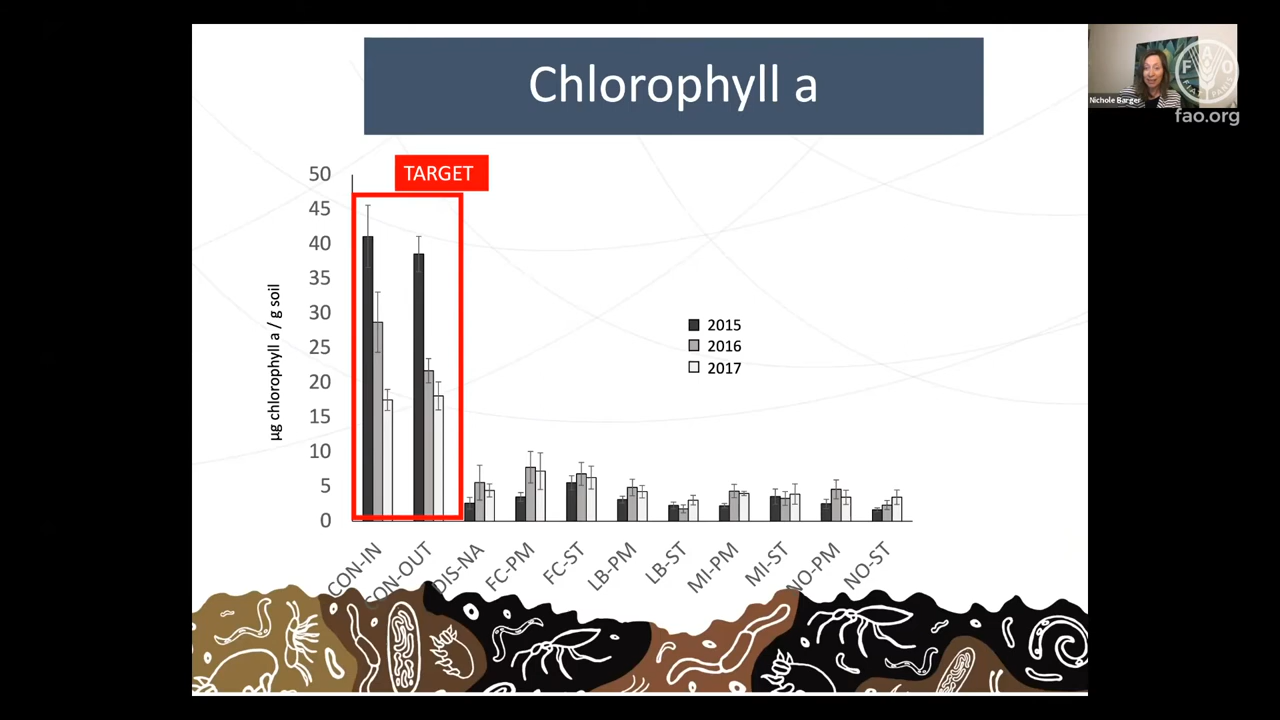 Chlorophyll a
TARGET
50
45
40
35
30
25
20
15
10
5
0
µg chlorophyll a / g soil
2015
2016
2017
CON-IN
CON-OUT
DIS-NA
FC-PM
FC-ST
LB-PM
LB-ST
MI-PM
MI-ST
NO-PM
NO-ST
Nichole Barger
F A O
FIAT PANIS
fao.org